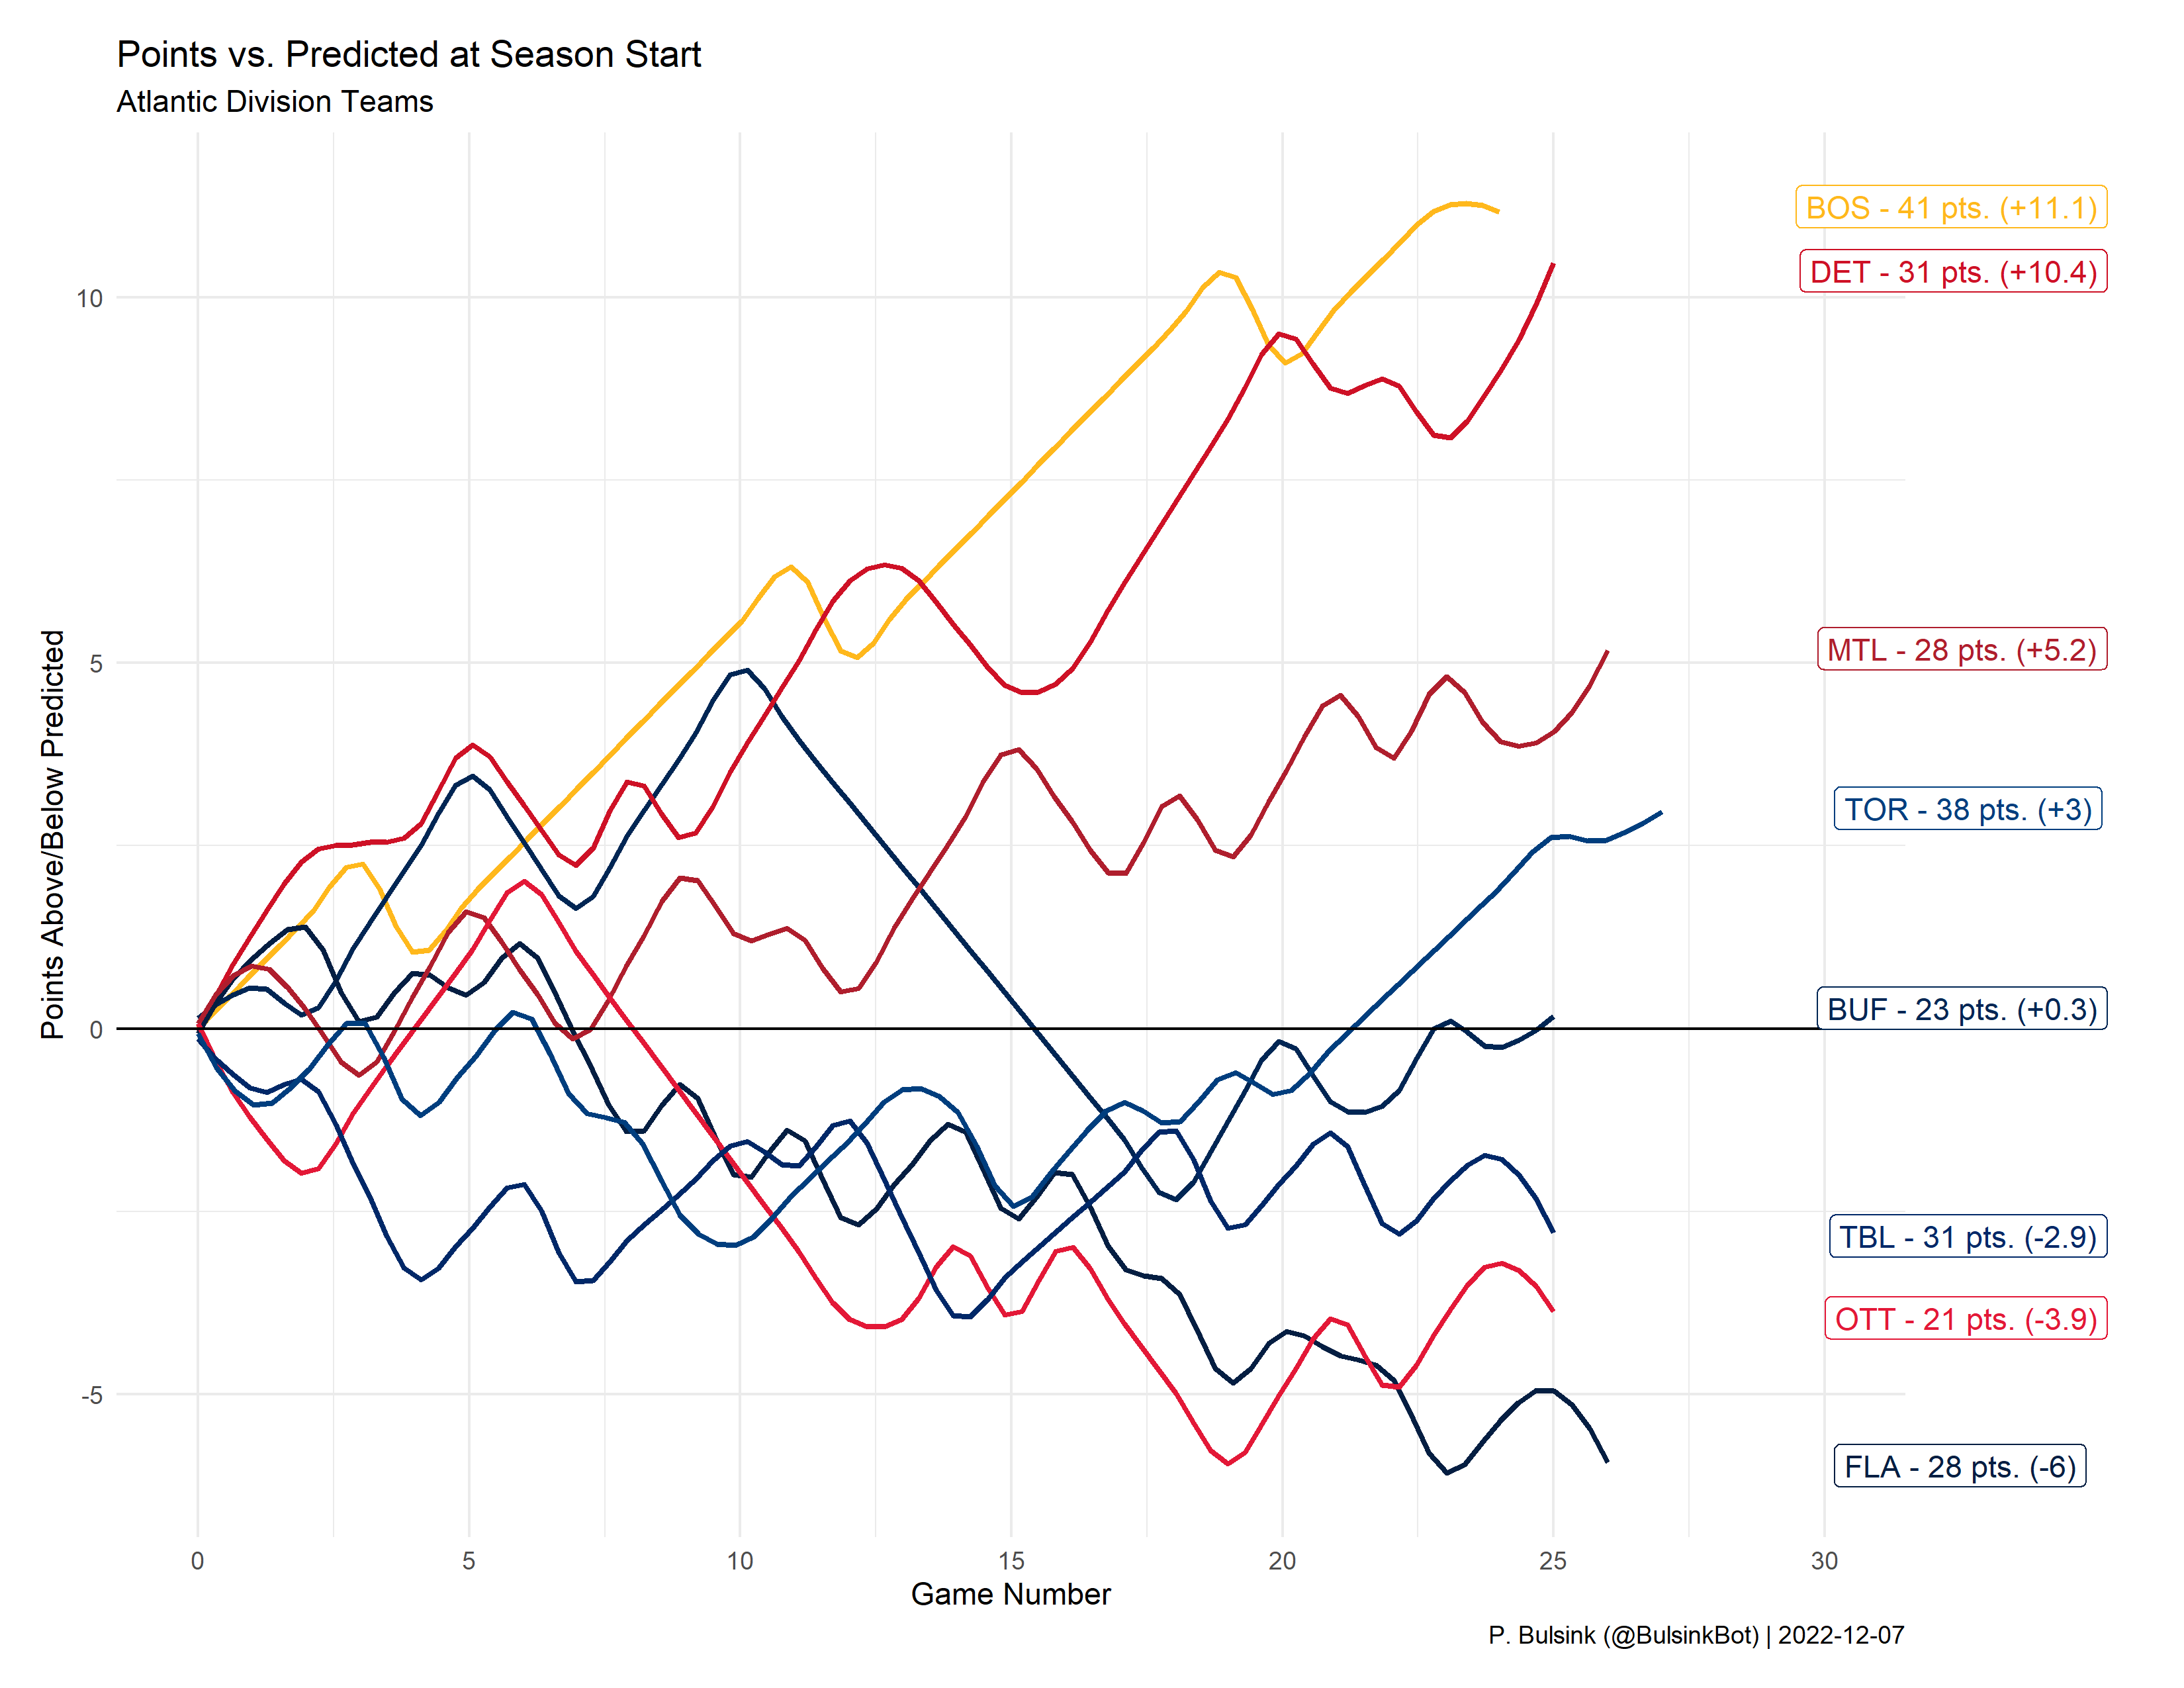 Points vs. Predicted at Season Start
Atlantic Division Teams
Points Above/Below Predicted
10
5
0
-5
BOS - 41 pts. (+11.1)
DET - 31 pts. (+10.4)
MTL - 28 pts. (+5.2)
TOR - 38 pts. (+3)
BUF - 23 pts. (+0.3)
TBL - 31 pts. (-2.9)
OTT - 21 pts. (-3.9)
FLA - 28 pts. (-6)
0 5 10 15 20 25 30
Game Number
P. Bulsink (@BulsinkBot) | 2022-12-07